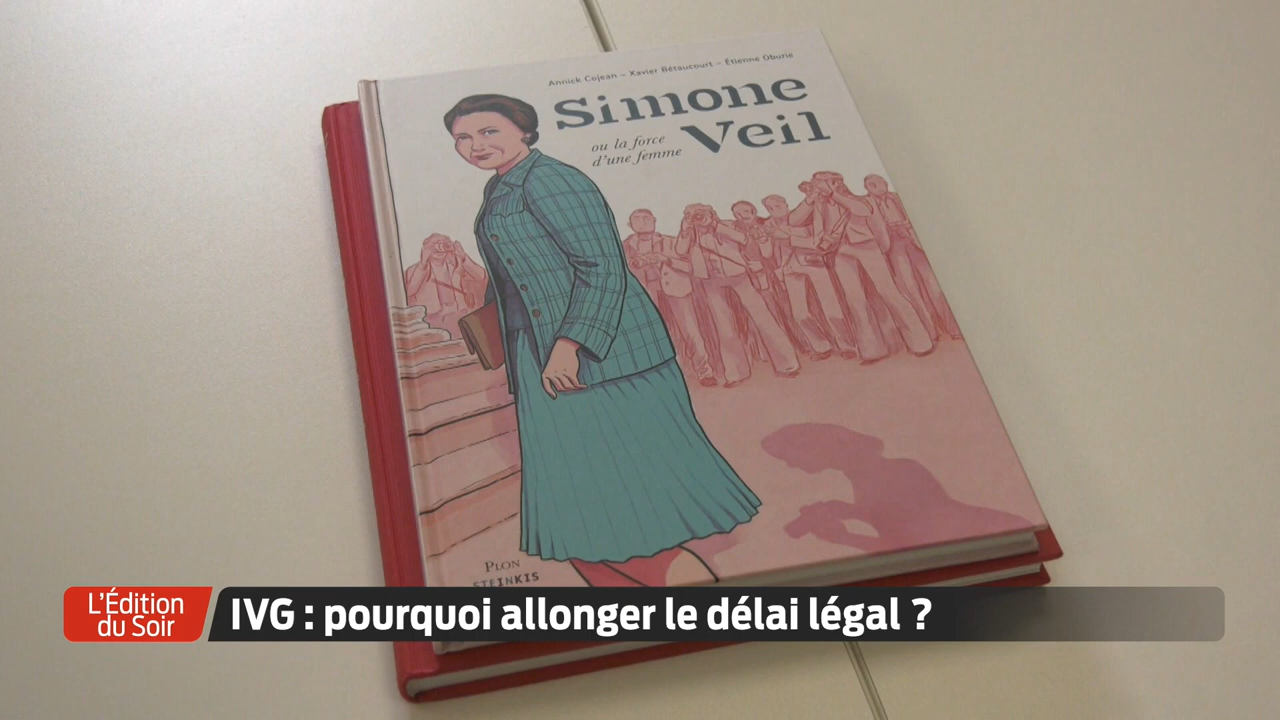 Annick Cojean – Xavier Bétaucourt – Étienne Oburie
Simone
Veil
ou la force
d'une femme
PLON
STEINKIS
L'Édition
du Soir
IVG : pourquoi allonger le délai légal ?